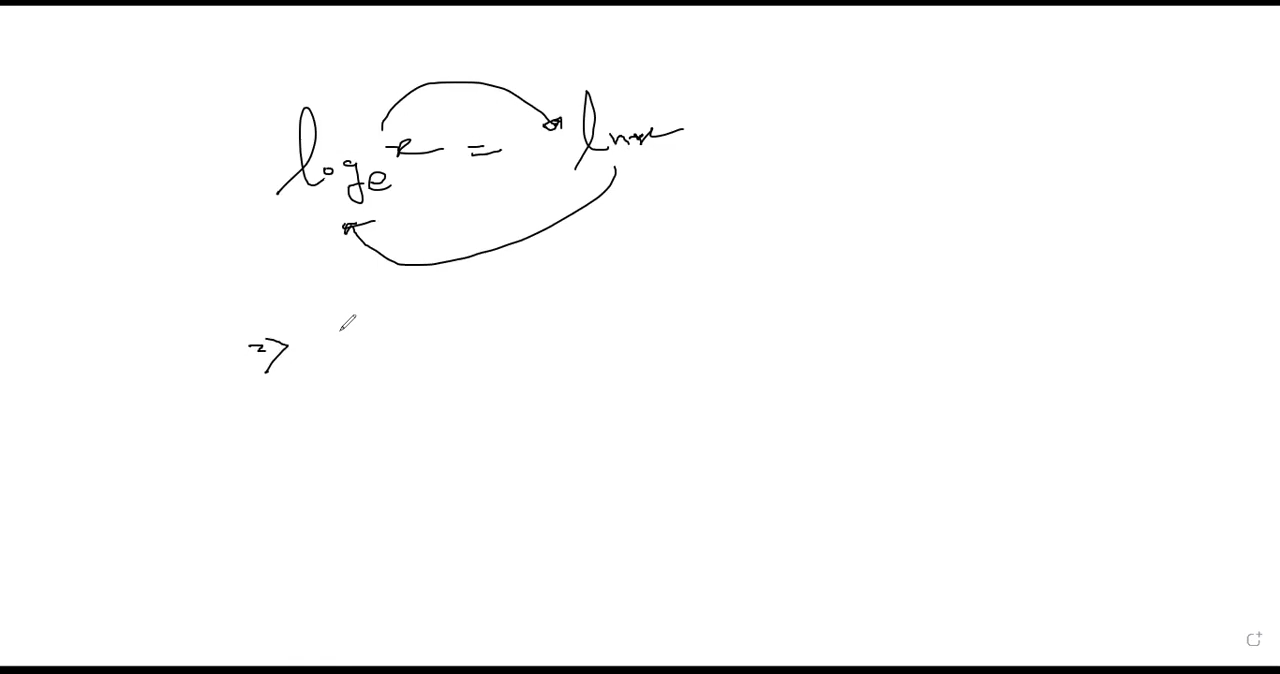 logₑ x = ln x
⇒